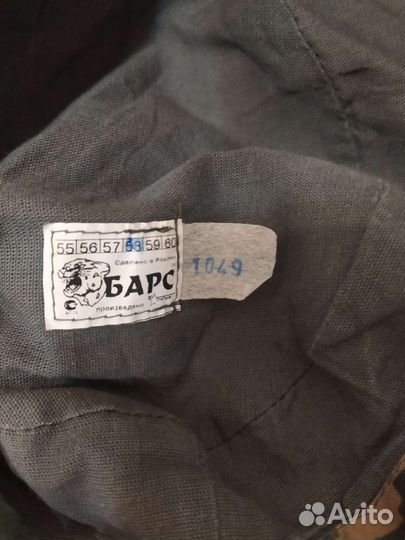 55 56 57 58 59 60
Сделано в России
БАРС
произведено
1049
Avito